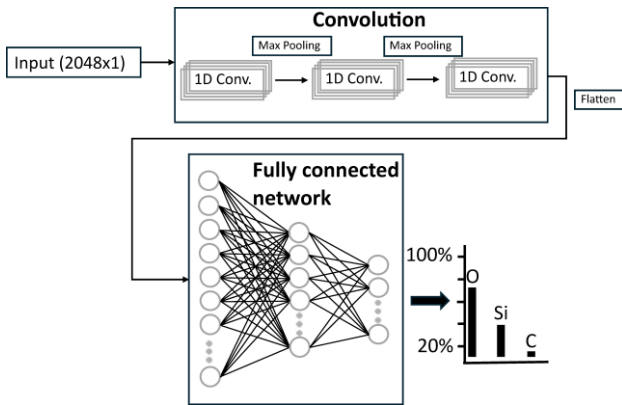 Convolution
Max Pooling
Max Pooling
Input (2048x1)
1D Conv.
1D Conv.
1D Conv.
Flatten
Fully connected
network
100%
O
Si
C
20%